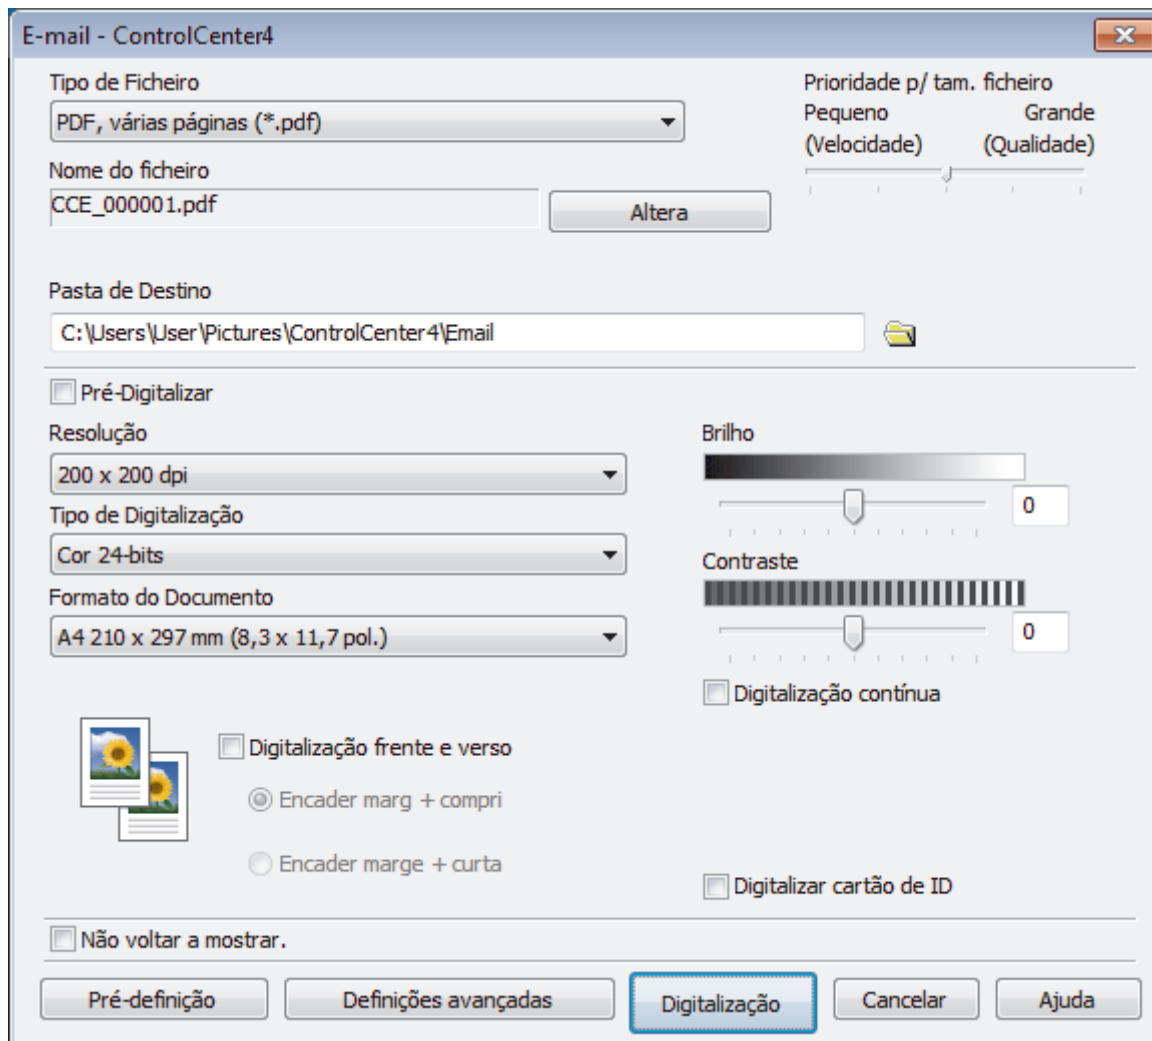 E-mail - ControlCenter4
Tipo de Ficheiro
PDF, várias páginas (*.pdf)
Prioridade p/ tam. ficheiro
Pequeno Grande
(Velocidade) (Qualidade)
Nome do ficheiro
CCE_000001.pdf
Altera
Pasta de Destino
C:\Users\User\Pictures\ControlCenter4\Email
Pré-Digitalizar
Resolução
200 x 200 dpi
Tipo de Digitalização
Cor 24-bits
Formato do Documento
A4 210 x 297 mm (8,3 x 11,7 pol.)
Brilho
0
Contraste
0
Digitalização contínua
Digitalização frente e verso
Encader marg + compri
Encader marge + curta
Digitalizar cartão de ID
Não voltar a mostrar.
Pré-definição Definições avançadas Digitalização Cancelar Ajuda